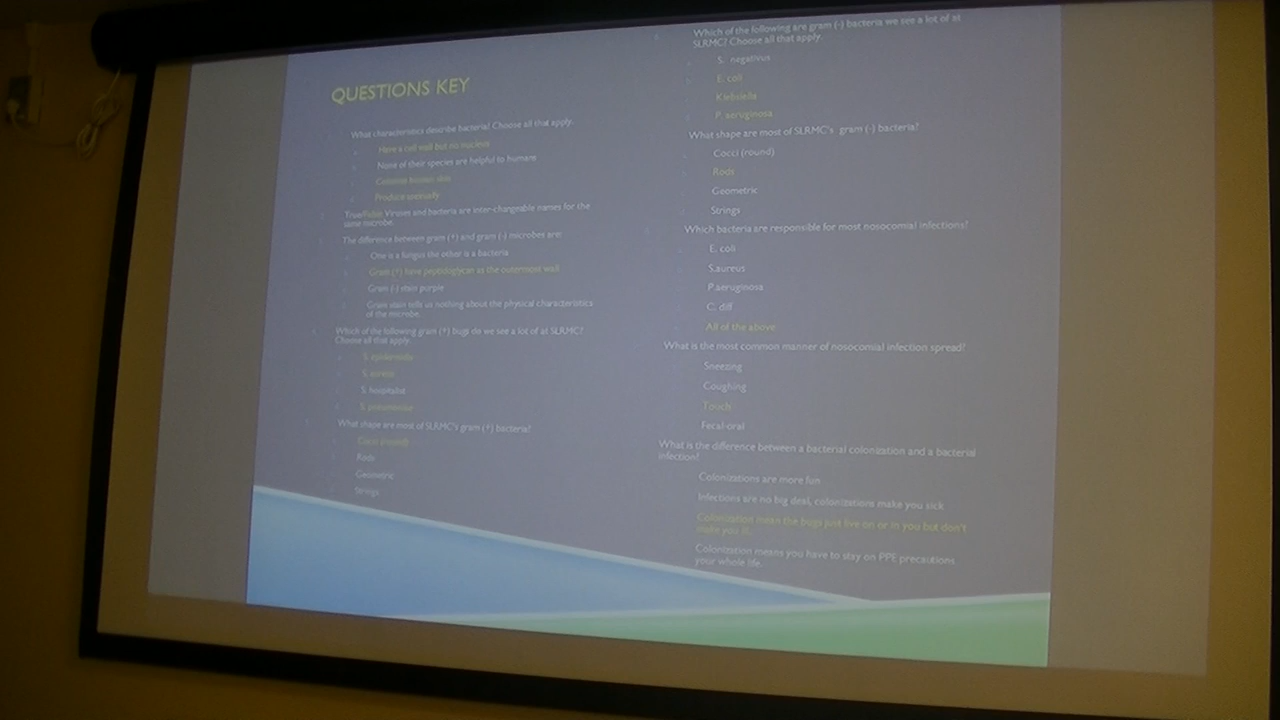 QUESTIONS KEY
What characteristics describe bacteria? Choose all that apply.
Have a cell wall but no nucleus
None of their species are helpful to humans
Colonize human skin
Produce asexually
True/False Viruses and bacteria are inter-changeable names for the
same microbe.
The difference between gram (+) and gram (-) microbes are:
One is a fungus the other is a bacteria
Gram (+) have peptidoglycan as the outermost wall
Gram (-) stain purple
Gram stain tells us nothing about the physical characteristics
of the microbe.
Which of the following gram (+) bugs do we see a lot of at SLRMC?
Choose all that apply.
S. epidermidis
S. aureus
S. hospitalist
S. pneumoniae
What shape are most of SLRMC's gram (+) bacteria?
Cocci (round)
Rods
Geometric
Strings
Which of the following are gram (-) bacteria we see a lot of at
SLRMC? Choose all that apply.
S. negativus
E. coli
Klebsiella
P. aeruginosa
What shape are most of SLRMC's gram (-) bacteria?
Cocci (round)
Rods
Geometric
Strings
Which bacteria are responsible for most nosocomial infections?
E. coli
S.aureus
P.aeruginosa
C. diff
All of the above
What is the most common manner of nosocomial infection spread?
Sneezing
Coughing
Touch
Fecal-oral
What is the difference between a bacterial colonization and a bacterial
infection?
Colonizations are more fun
Infections are no big deal, colonizations make you sick
Colonization mean the bugs just live on or in you but don't
make you ill.
Colonization means you have to stay on PPE precautions
your whole life.